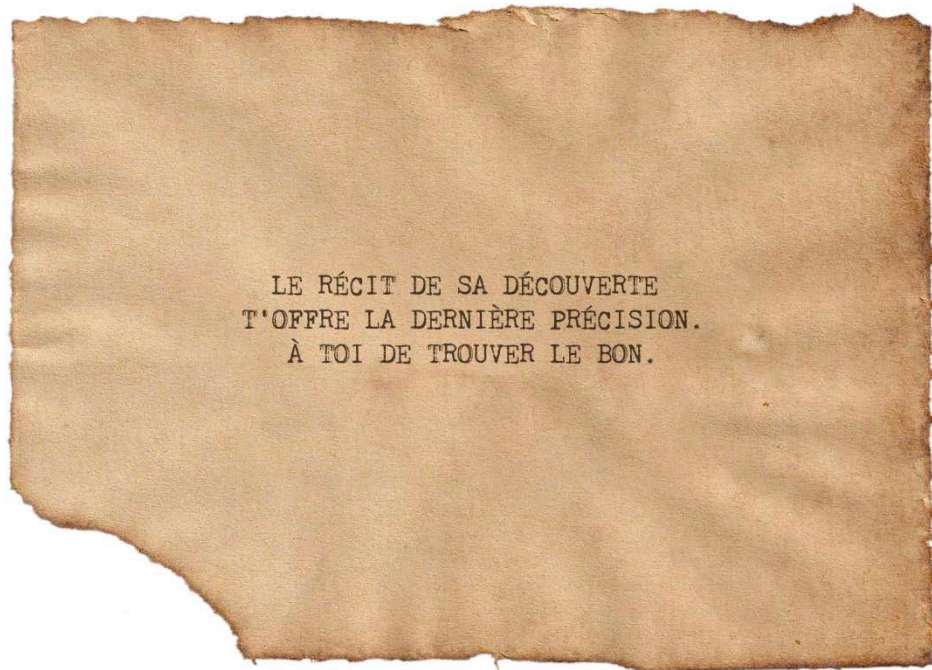 LE RÉCIT DE SA DÉCOUVERTE
T'OFFRE LA DERNIÈRE PRÉCISION.
À TOI DE TROUVER LE BON.